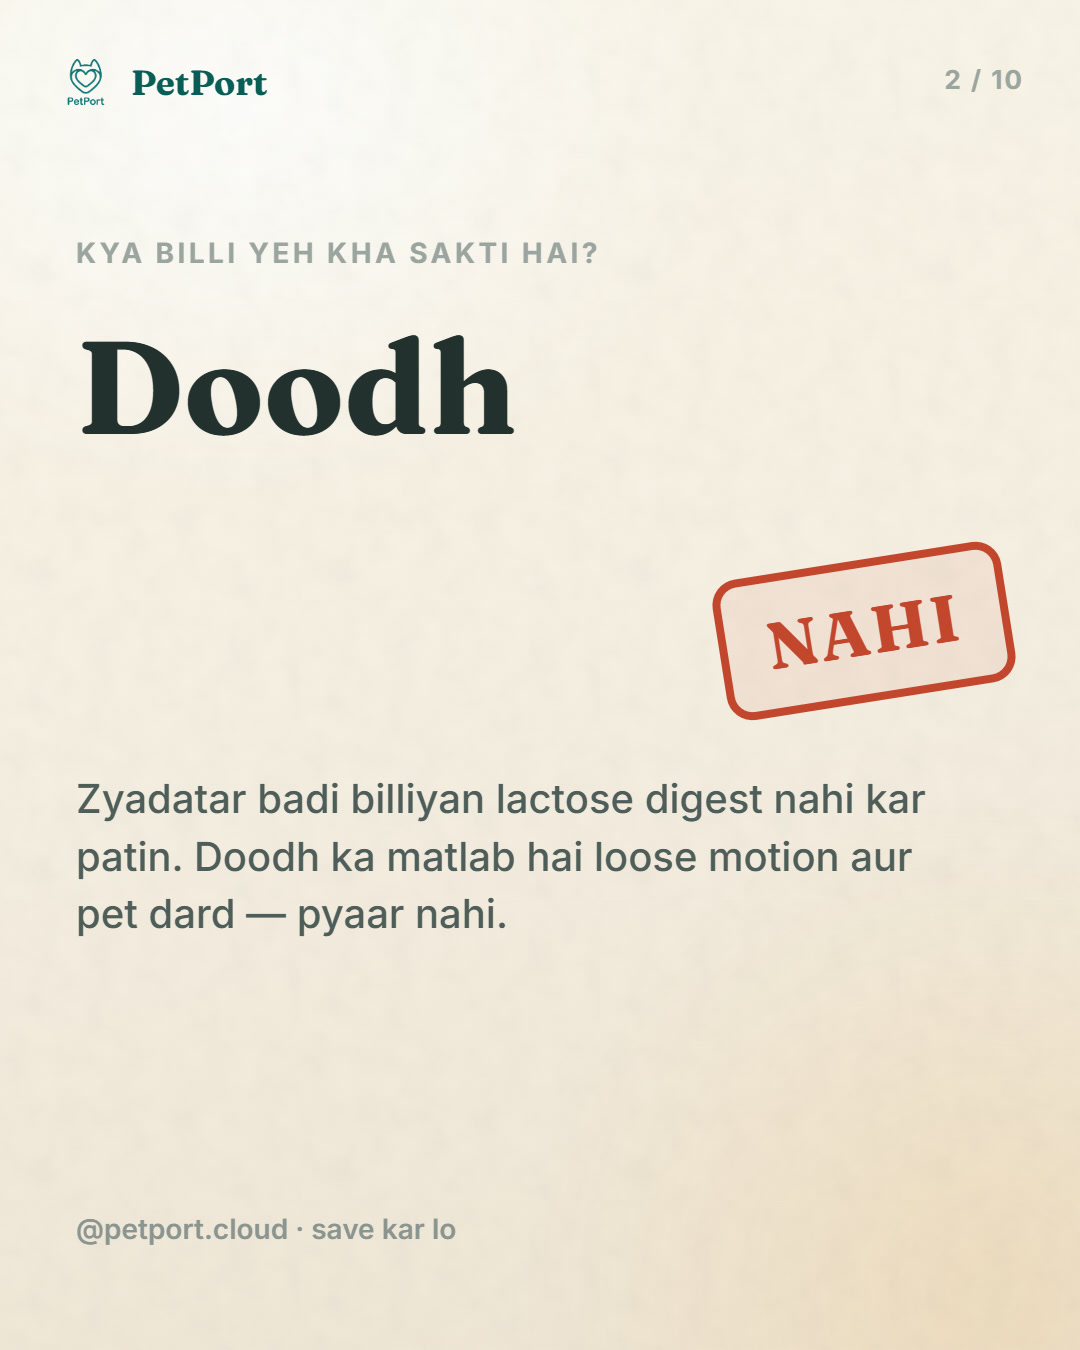 PetPort
PetPort
2 / 10
KYA BILLI YEH KHA SAKTI HAI?
Doodh
NAHI
Zyadatar badi billiyan lactose digest nahi kar
patin. Doodh ka matlab hai loose motion aur
pet dard — pyaar nahi.
@petport.cloud · save kar lo